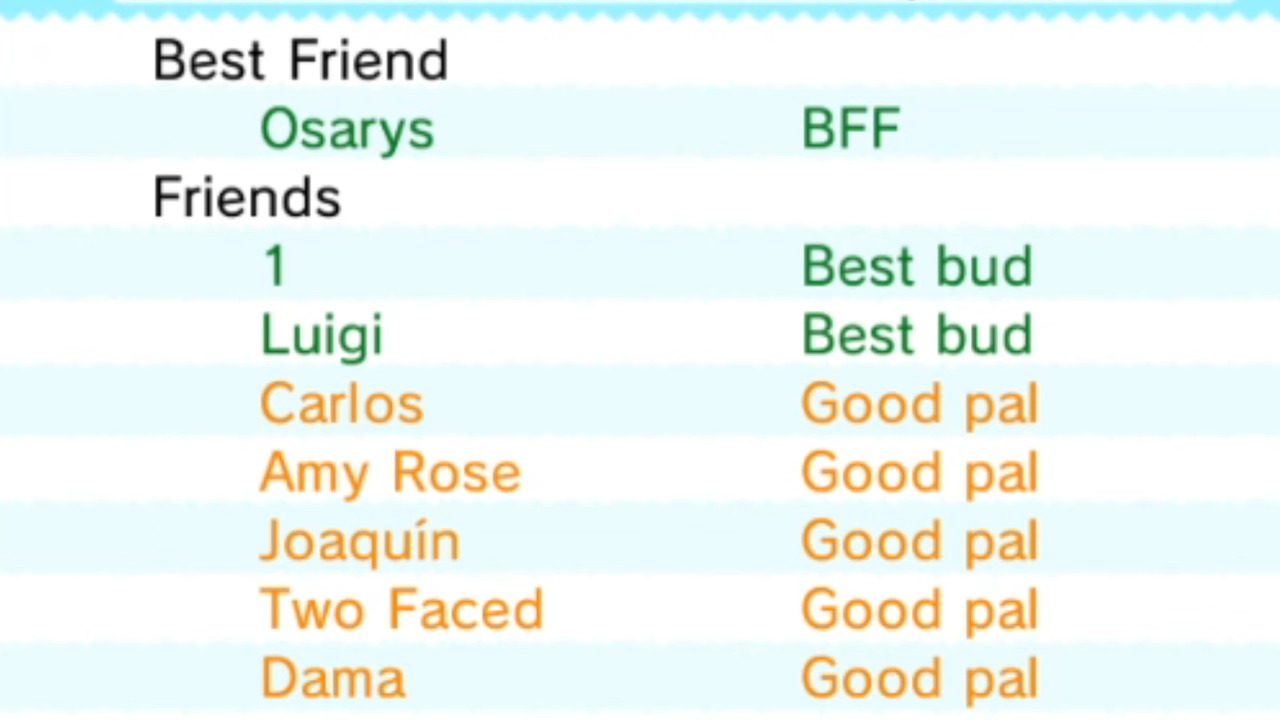 Best Friend
Osarys BFF
Friends
1 Best bud
Luigi Best bud
Carlos Good pal
Amy Rose Good pal
Joaquín Good pal
Two Faced Good pal
Dama Good pal